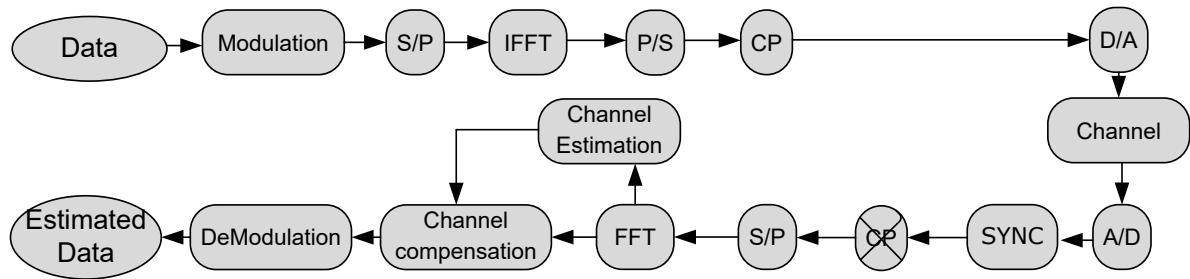 Data
Modulation
S/P
IFFT
P/S
CP
D/A
Channel
Channel
Estimation
Estimated
Data
DeModulation
Channel
compensation
FFT
S/P
CP
SYNC
A/D